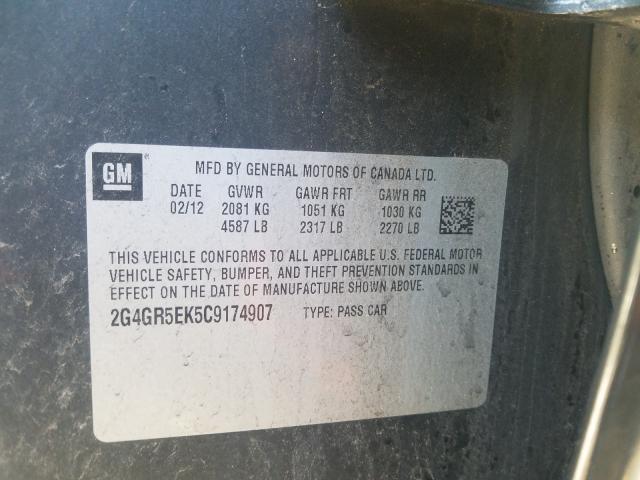 GM
MFD BY GENERAL MOTORS OF CANADA LTD.
DATE GVWR GAWR FRT GAWR RR
02/12 2081 KG 1051 KG 1030 KG
4587 LB 2317 LB 2270 LB
THIS VEHICLE CONFORMS TO ALL APPLICABLE U.S. FEDERAL MOTOR
VEHICLE SAFETY, BUMPER, AND THEFT PREVENTION STANDARDS IN
EFFECT ON THE DATE OF MANUFACTURE SHOWN ABOVE.
2G4GR5EK5C9174907 TYPE: PASS CAR